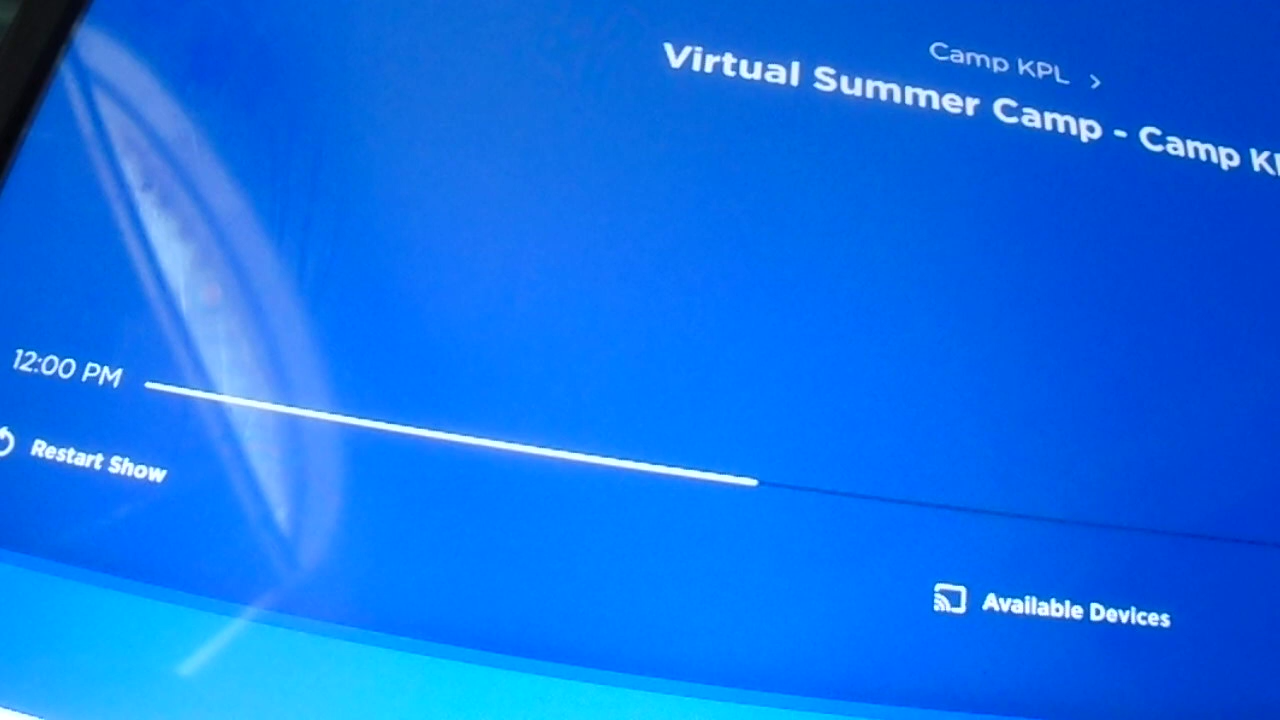 Camp KPL >
Virtual Summer Camp - Camp
12:00 PM
Restart Show
Available Devices